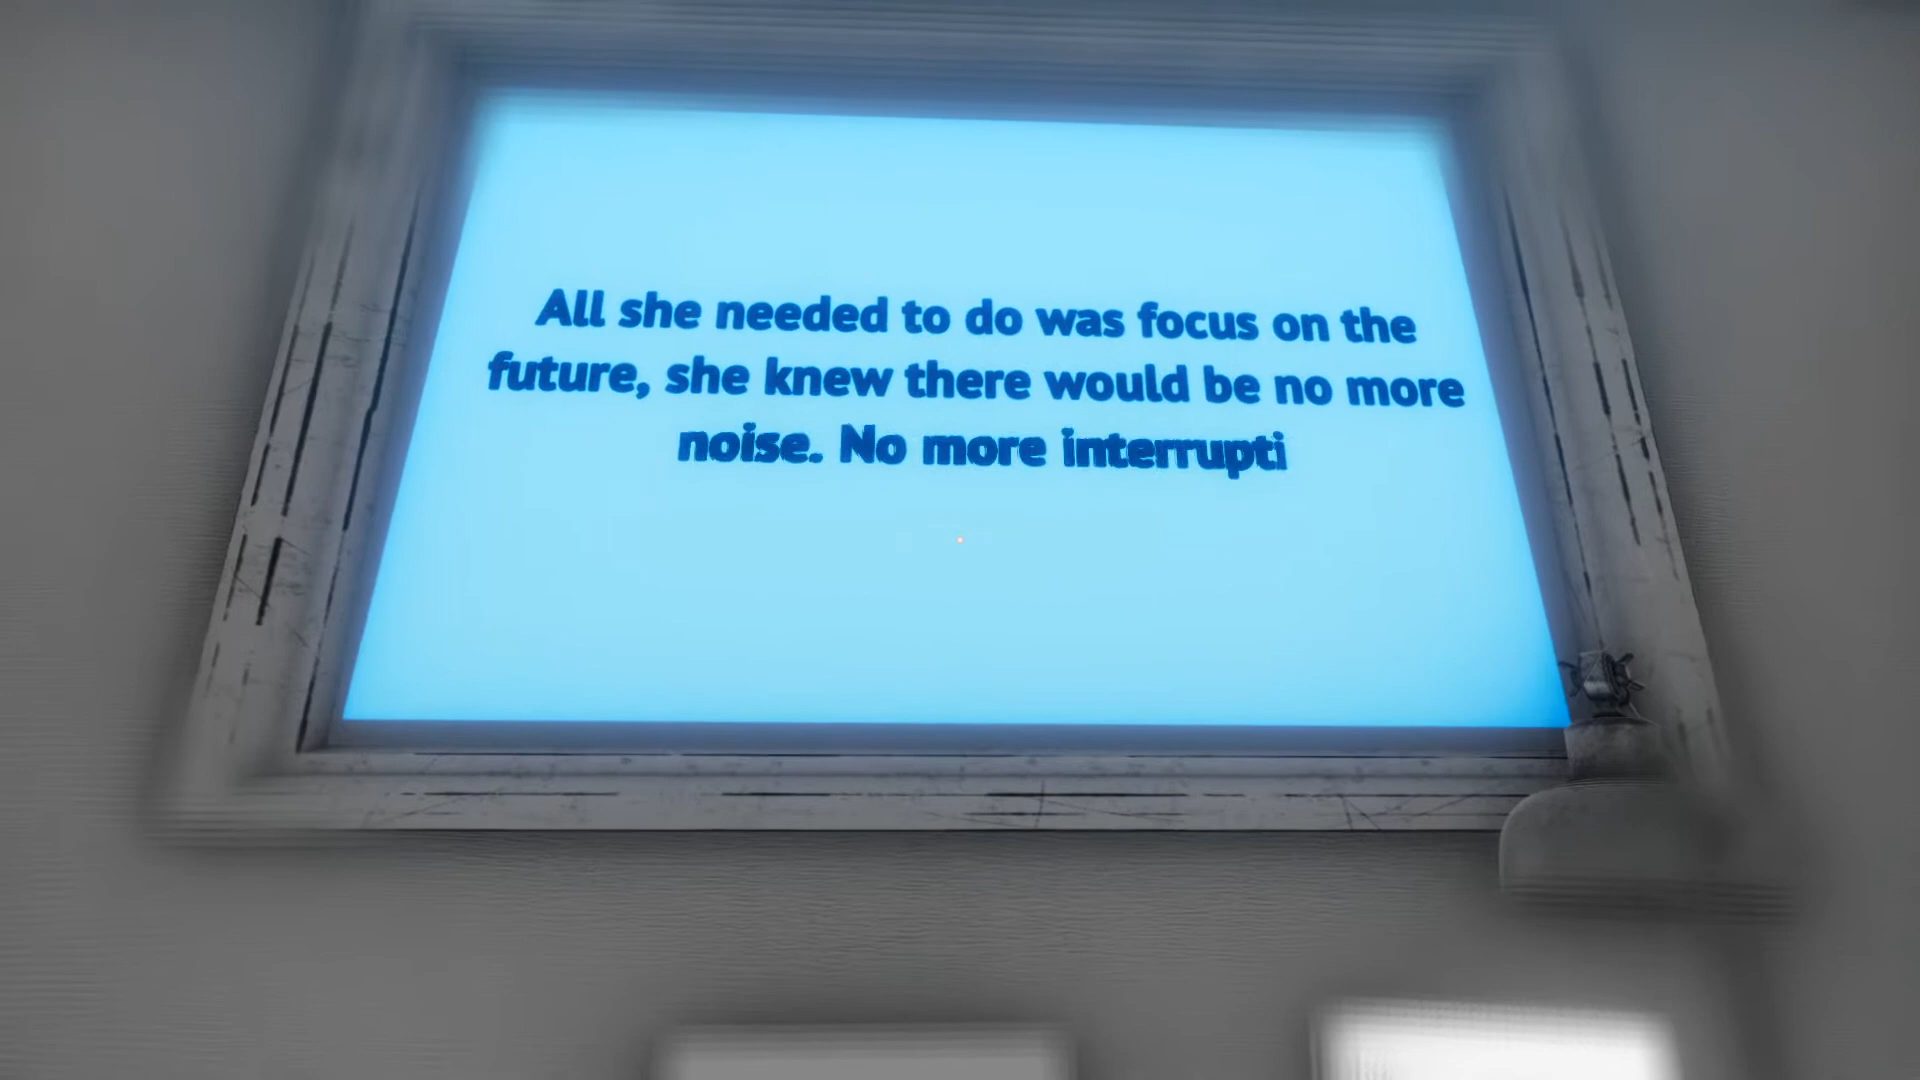 All she needed to do was focus on the
future, she knew there would be no more
noise. No more interrupti